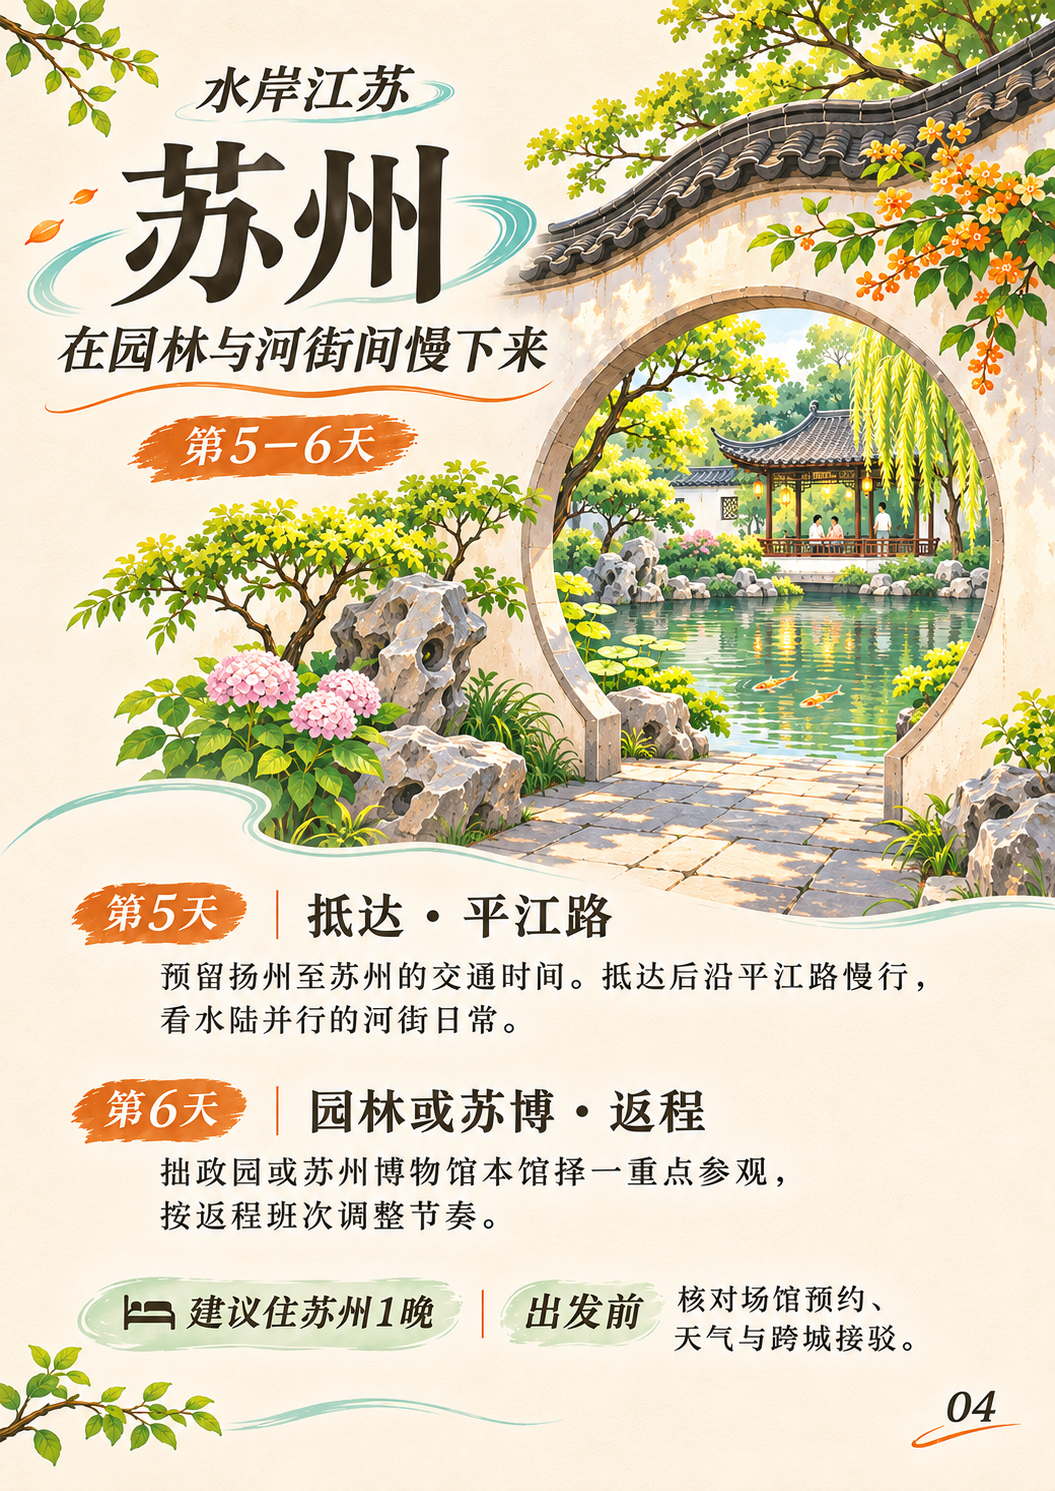 水岸江苏
苏州
在园林与河街间慢下来
第5–6天
第5天
抵达·平江路
预留扬州至苏州的交通时间。抵达后沿平江路慢行，
看水陆并行的河街日常。
第6天
园林或苏博·返程
拙政园或苏州博物馆本馆择一重点参观，
按返程班次调整节奏。
建议住苏州1晚
出发前
核对场馆预约、
天气与跨城接驳。
04